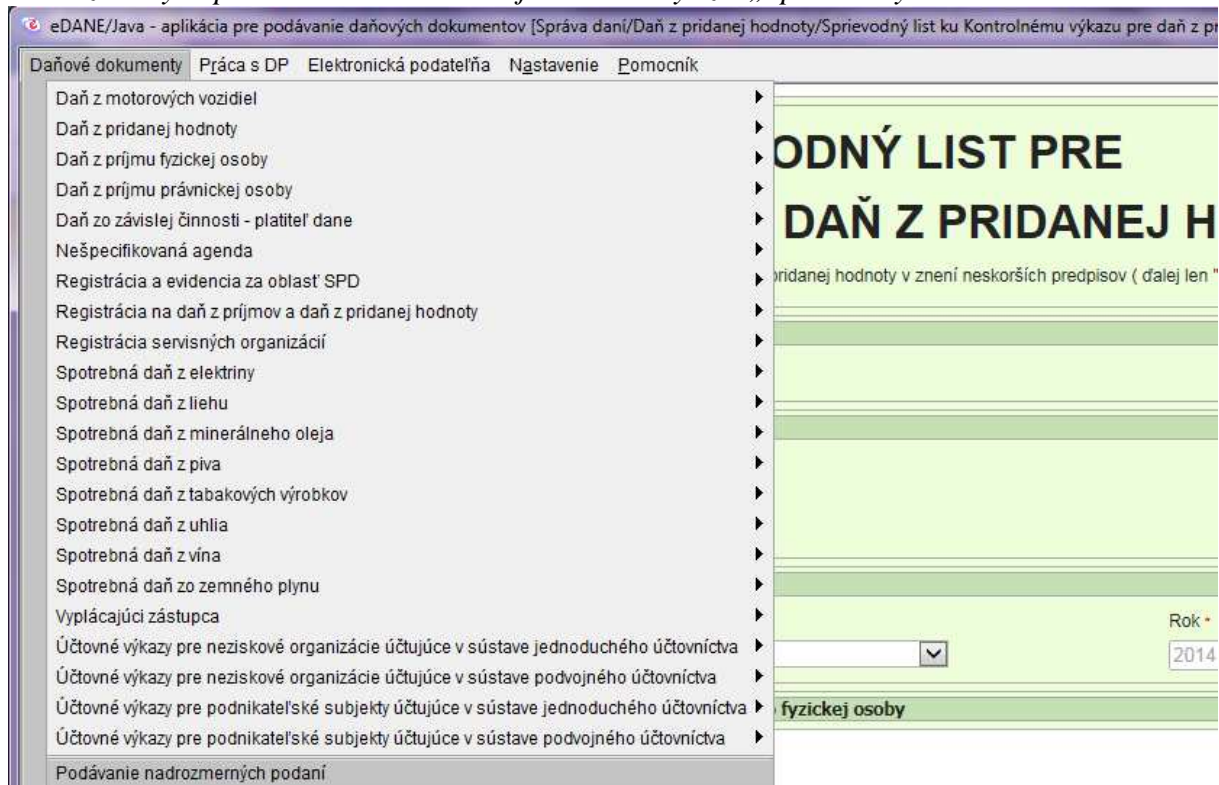 eDANE/Java - aplikácia pre podávanie daňových dokumentov [Správa daní/Daň z pridanej hodnoty/Sprievodný list ku Kontrolnému výkazu pre daň z pr
Daňové dokumenty Práca s DP Elektronická podateľňa Nastavenie Pomocník
Daň z motorových vozidiel
Daň z pridanej hodnoty
Daň z príjmu fyzickej osoby
Daň z príjmu právnickej osoby
Daň zo závislej činnosti - platiteľ dane
Nešpecifikovaná agenda
Registrácia a evidencia za oblasť SPD
Registrácia na daň z príjmov a daň z pridanej hodnoty
Registrácia servisných organizácií
Spotrebná daň z elektriny
Spotrebná daň z liehu
Spotrebná daň z minerálneho oleja
Spotrebná daň z piva
Spotrebná daň z tabakových výrobkov
Spotrebná daň z uhlia
Spotrebná daň z vína
Spotrebná daň zo zemného plynu
Vyplácajúci zástupca
Účtovné výkazy pre neziskové organizácie účtujúce v sústave jednoduchého účtovníctva
Účtovné výkazy pre neziskové organizácie účtujúce v sústave podvojného účtovníctva
Účtovné výkazy pre podnikateľské subjekty účtujúce v sústave jednoduchého účtovníctva
Účtovné výkazy pre podnikateľské subjekty účtujúce v sústave podvojného účtovníctva
Podávanie nadrozmerných podaní
ODNÝ LIST PRE
DAŇ Z PRIDANEJ H
pridanej hodnoty v znení neskorších predpisov ( ďalej len "
Rok *
2014
fyzickej osoby